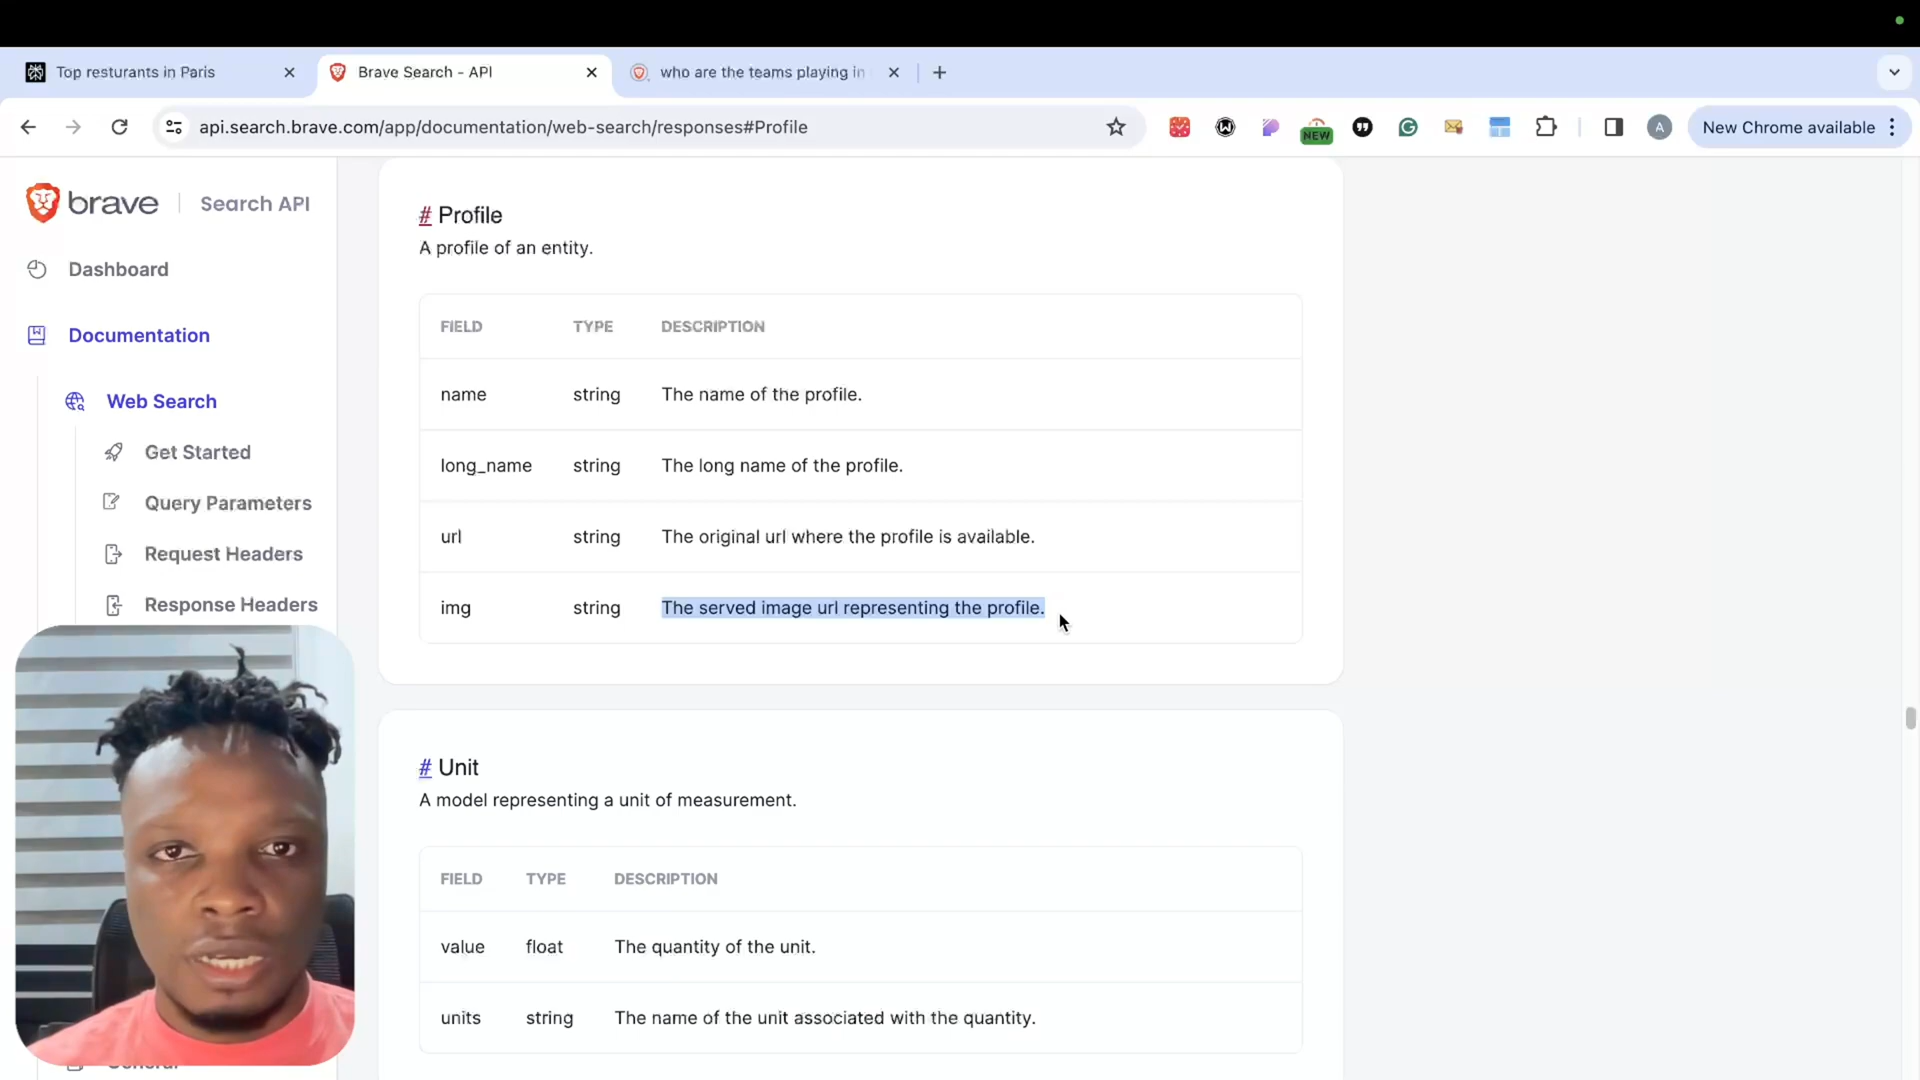 Top resturants in Paris
Brave Search - API
who are the teams playing in
api.search.brave.com/app/documentation/web-search/responses#Profile
NEW
A
New Chrome available
brave
Search API
Dashboard
Documentation
Web Search
Get Started
Query Parameters
Request Headers
Response Headers
General
# Profile
A profile of an entity.
FIELD TYPE DESCRIPTION
name string The name of the profile.
long_name string The long name of the profile.
url string The original url where the profile is available.
img string The served image url representing the profile.
# Unit
A model representing a unit of measurement.
FIELD TYPE DESCRIPTION
value float The quantity of the unit.
units string The name of the unit associated with the quantity.